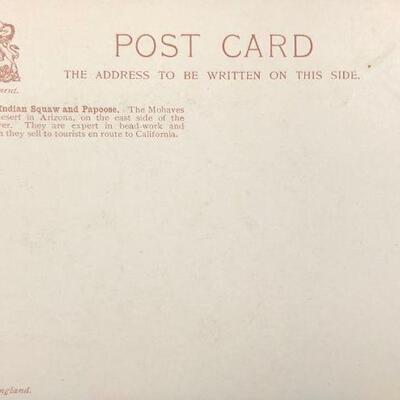 POST CARD
THE ADDRESS TO BE WRITTEN ON THIS SIDE.
Indian Squaw and Papoose. The Mohaves
desert in Arizona, on the east side of the
They are expert in bead-work and
they sell to tourists en route to California.
England.